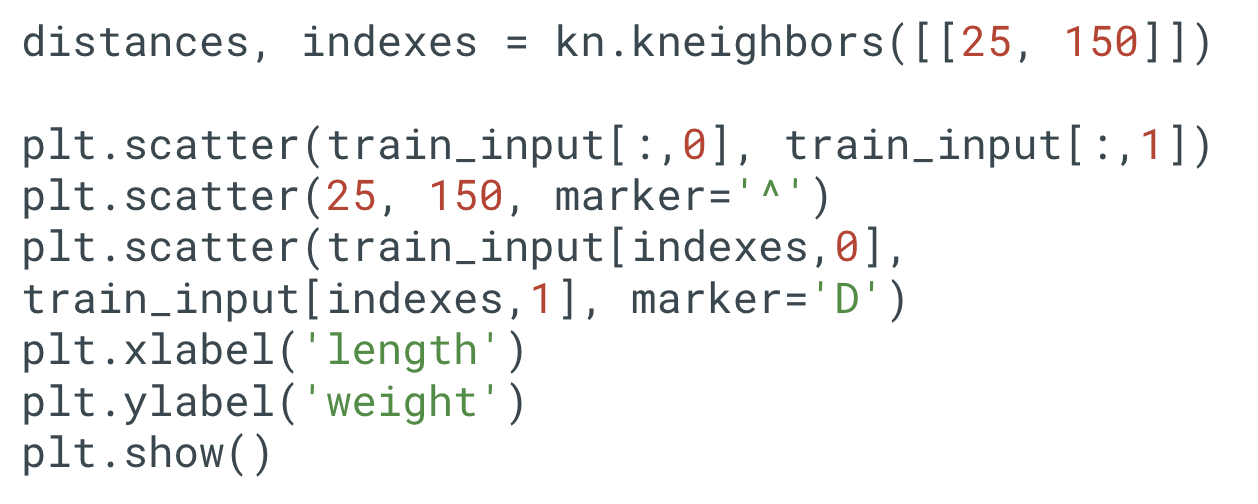 distances, indexes = kn.kneighbors([[25, 150]])
plt.scatter(train_input[:,0], train_input[:,1])
plt.scatter(25, 150, marker='^')
plt.scatter(train_input[indexes,0],
train_input[indexes,1], marker='D')
plt.xlabel('length')
plt.ylabel('weight')
plt.show()